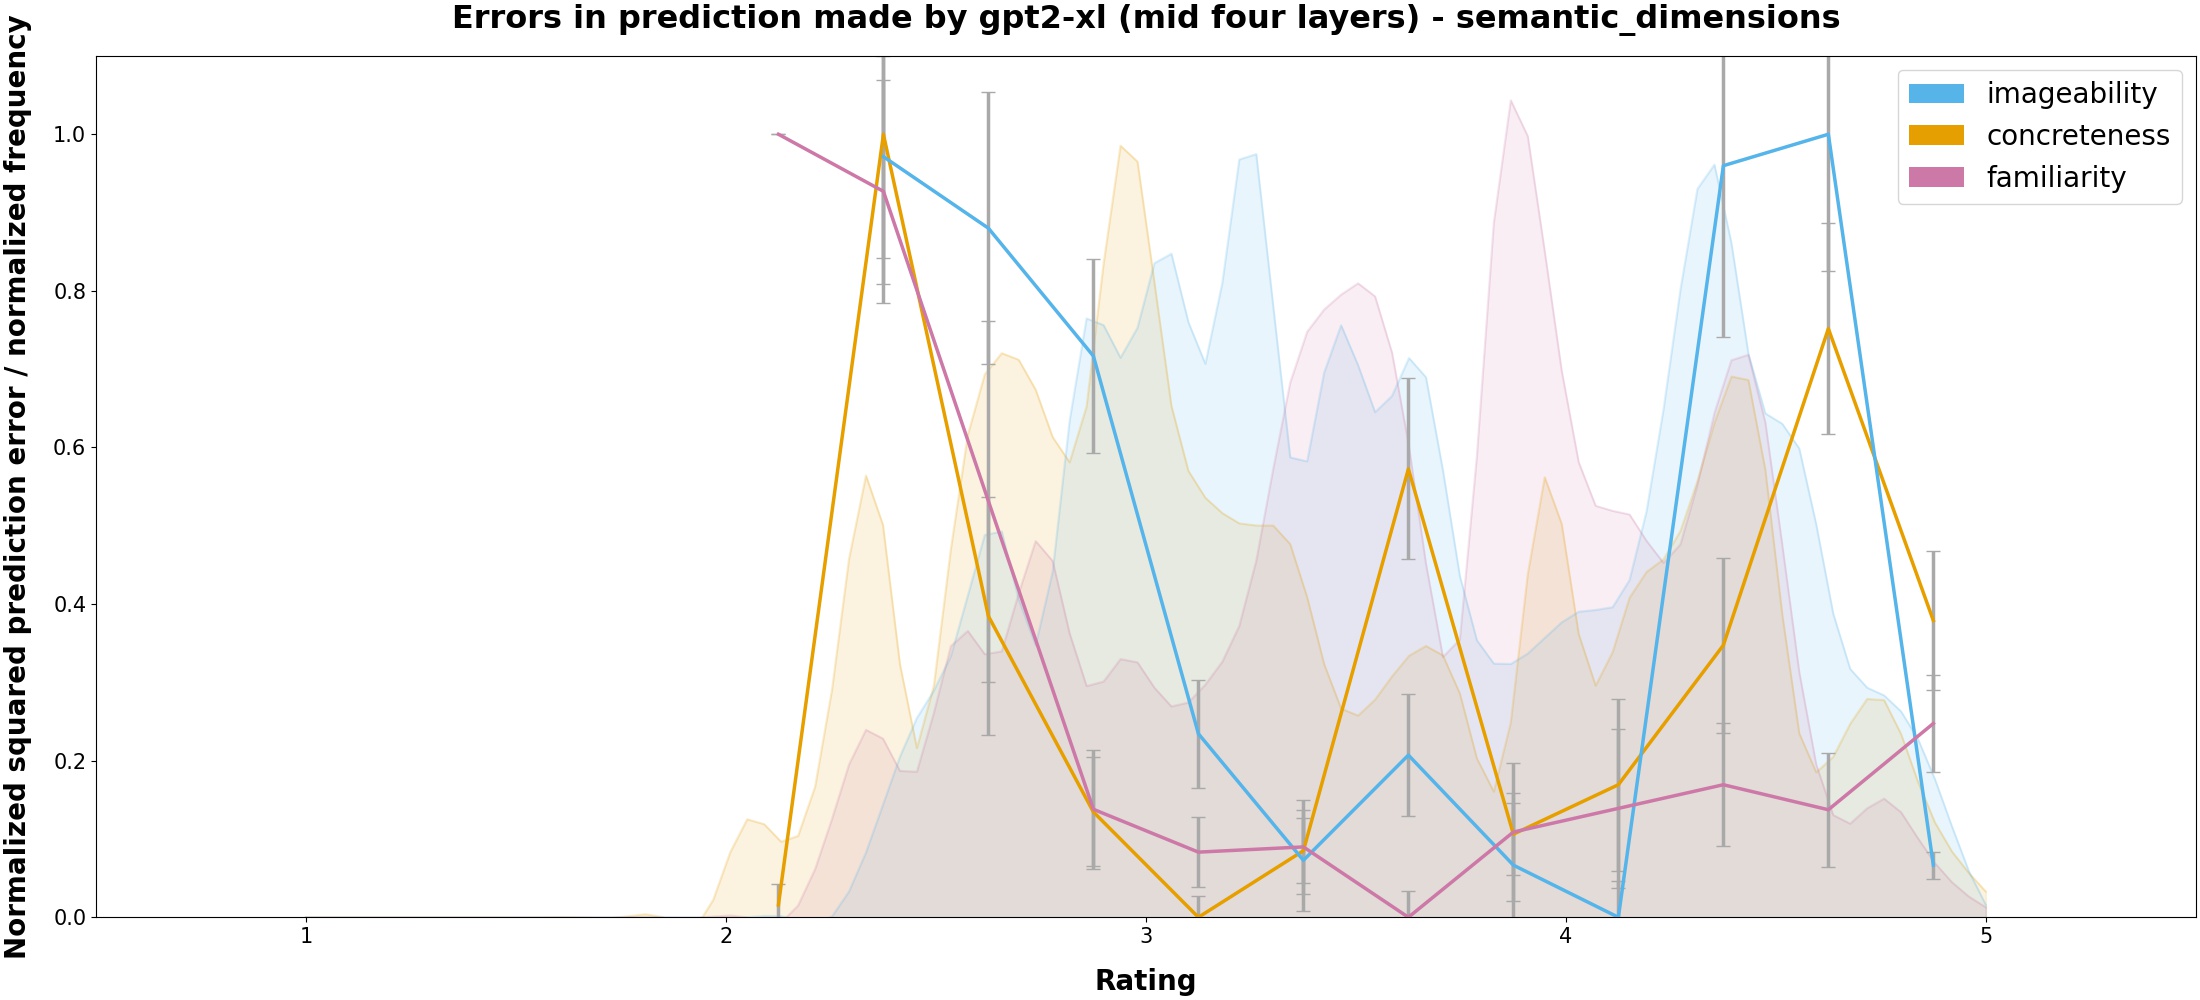 Errors in prediction made by gpt2-xl (mid four layers) - semantic_dimensions
Normalized squared prediction error / normalized frequency
1.0
0.8
0.6
0.4
0.2
0.0
imageability
concreteness
familiarity
1 2 3 4 5
Rating